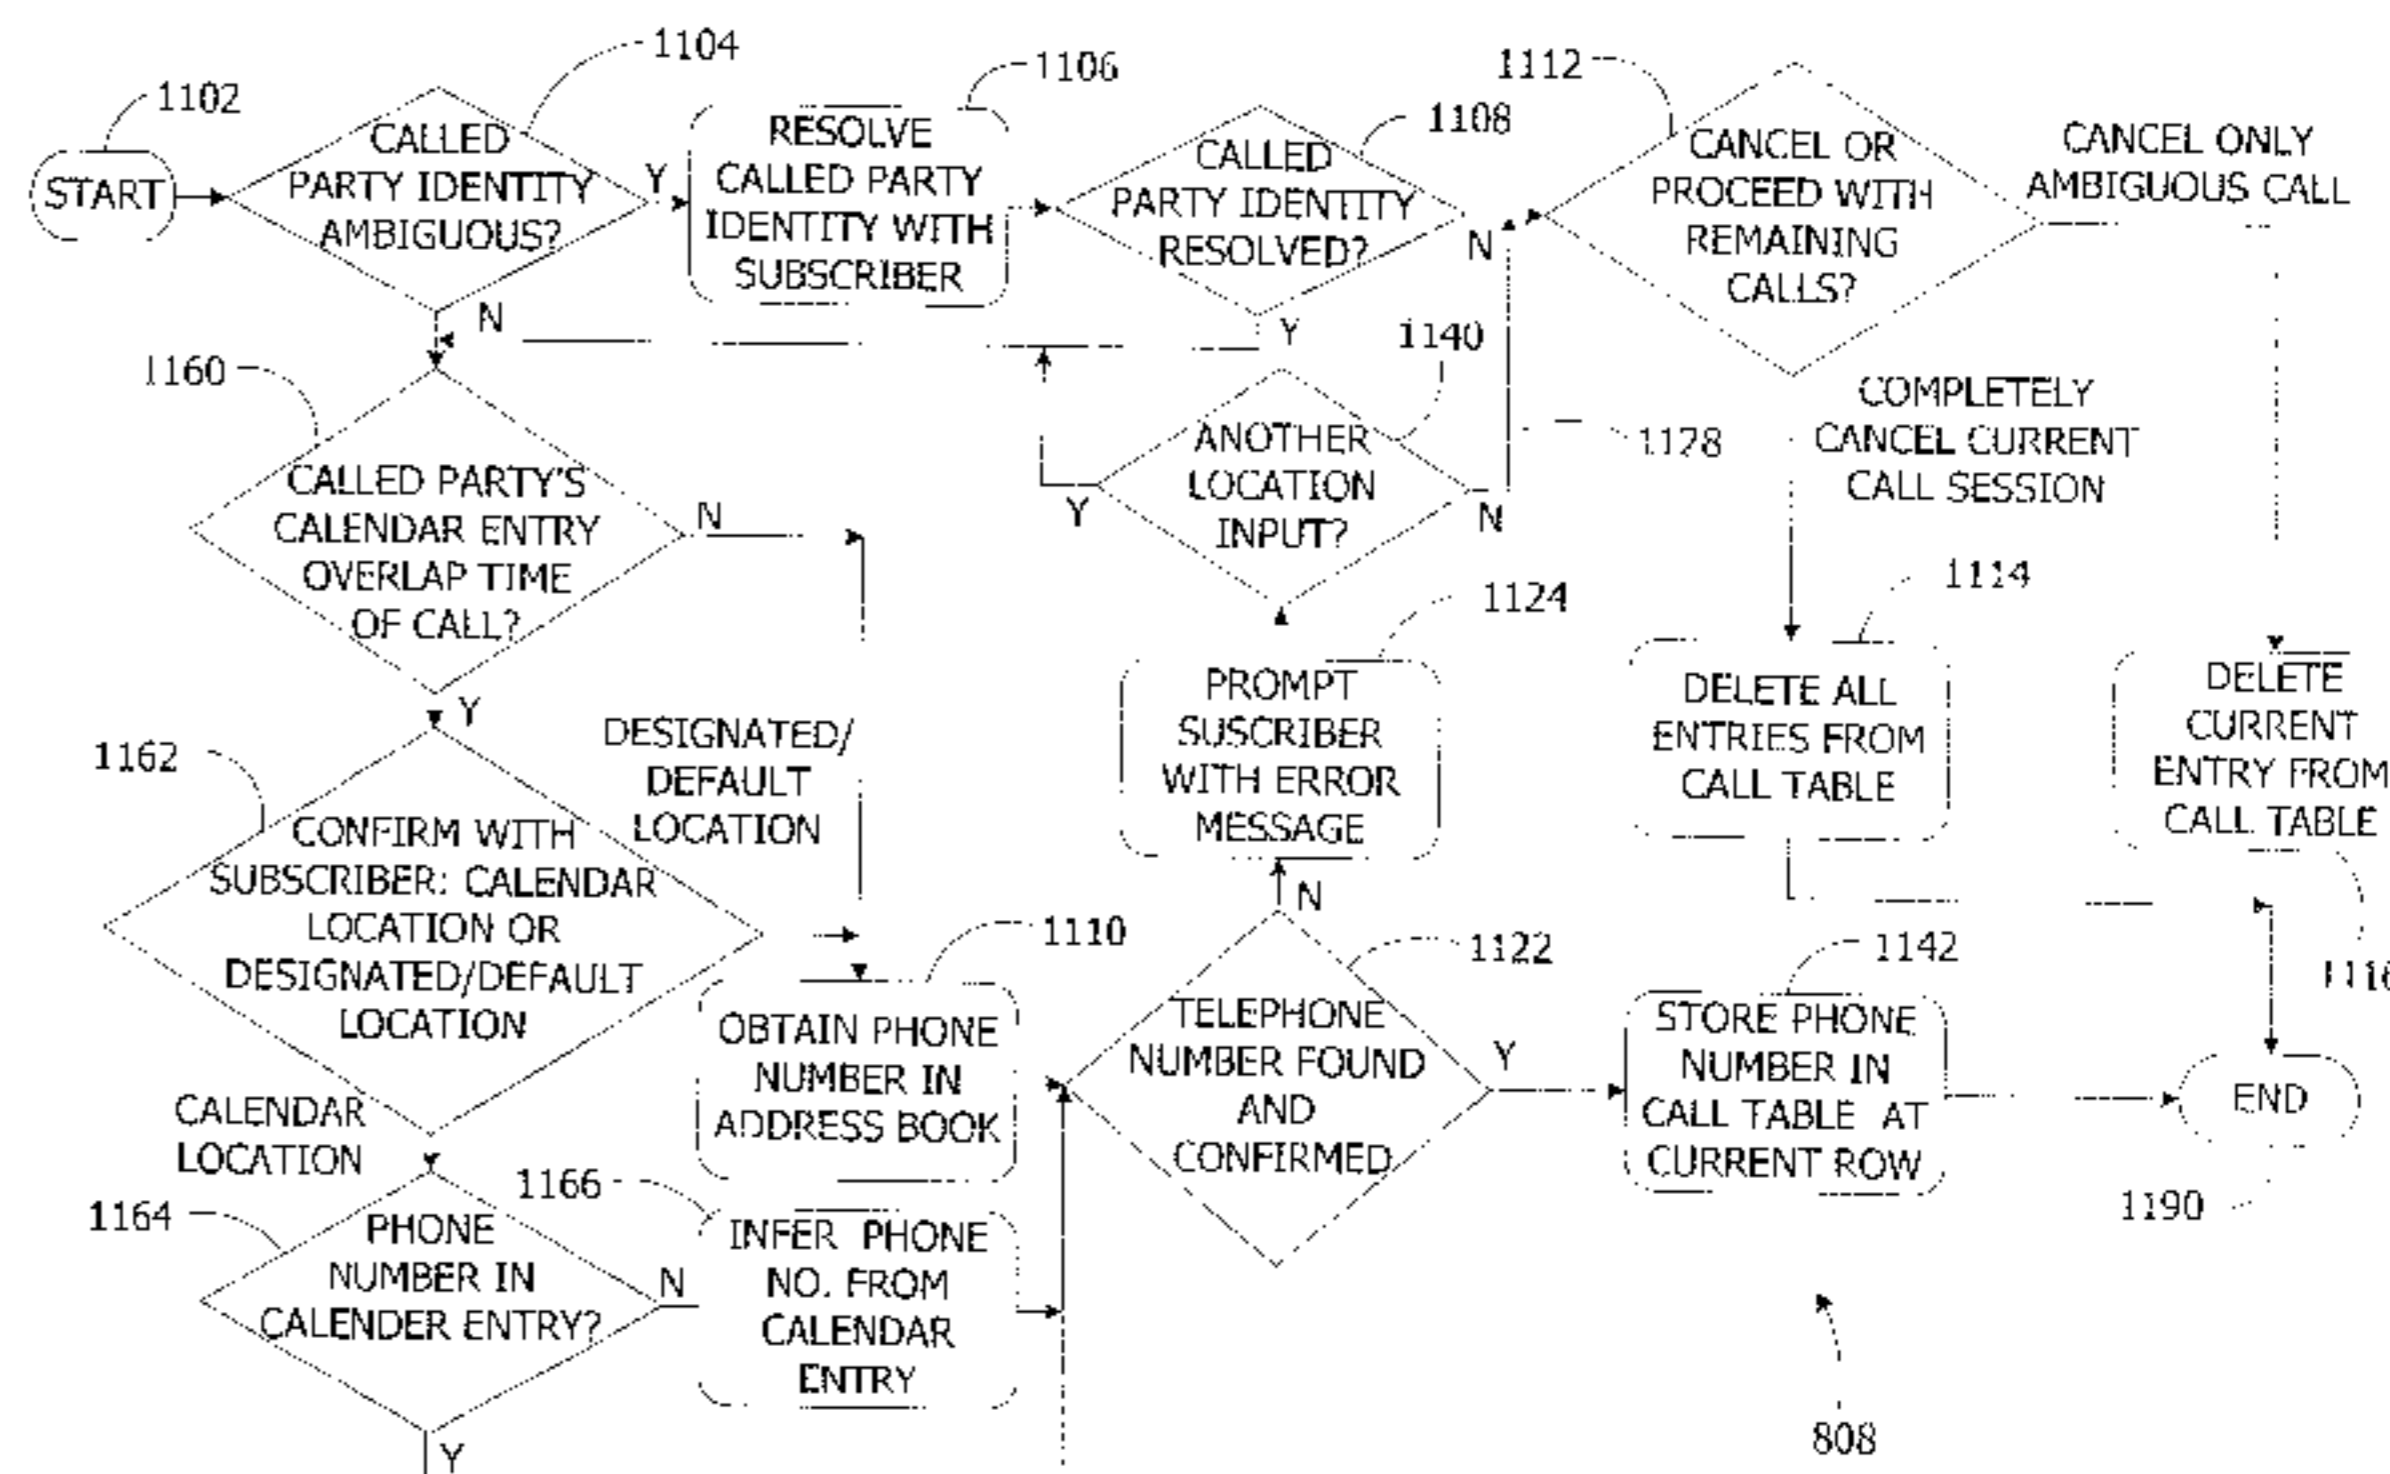 1102
START
1104
CALLED
PARTY IDENTITY
AMBIGUOUS?
Y
N
1106
RESOLVE
CALLED PARTY
IDENTITY WITH
SUBSCRIBER
1108
CALLED
PARTY IDENTITY
RESOLVED?
N
Y
1112
CANCEL OR
PROCEED WITH
REMAINING
CALLS?
CANCEL ONLY
AMBIGUOUS CALL
COMPLETELY
CANCEL CURRENT
CALL SESSION
1160
CALLED PARTY'S
CALENDAR ENTRY
OVERLAP TIME
OF CALL?
N
Y
1140
ANOTHER
LOCATION
INPUT?
Y
N
1128
1124
PROMPT
SUSCRIBER
WITH ERROR
MESSAGE
N
1114
DELETE ALL
ENTRIES FROM
CALL TABLE
DELETE
CURRENT
ENTRY FROM
CALL TABLE
1162
CONFIRM WITH
SUBSCRIBER: CALENDAR
LOCATION OR
DESIGNATED/DEFAULT
LOCATION
DESIGNATED/
DEFAULT
LOCATION
CALENDAR
LOCATION
1110
OBTAIN PHONE
NUMBER IN
ADDRESS BOOK
1122
TELEPHONE
NUMBER FOUND
AND
CONFIRMED
Y
1142
STORE PHONE
NUMBER IN
CALL TABLE AT
CURRENT ROW
END
1190
1164
PHONE
NUMBER IN
CALENDER ENTRY?
N
Y
1166
INFER PHONE
NO. FROM
CALENDAR
ENTRY
808